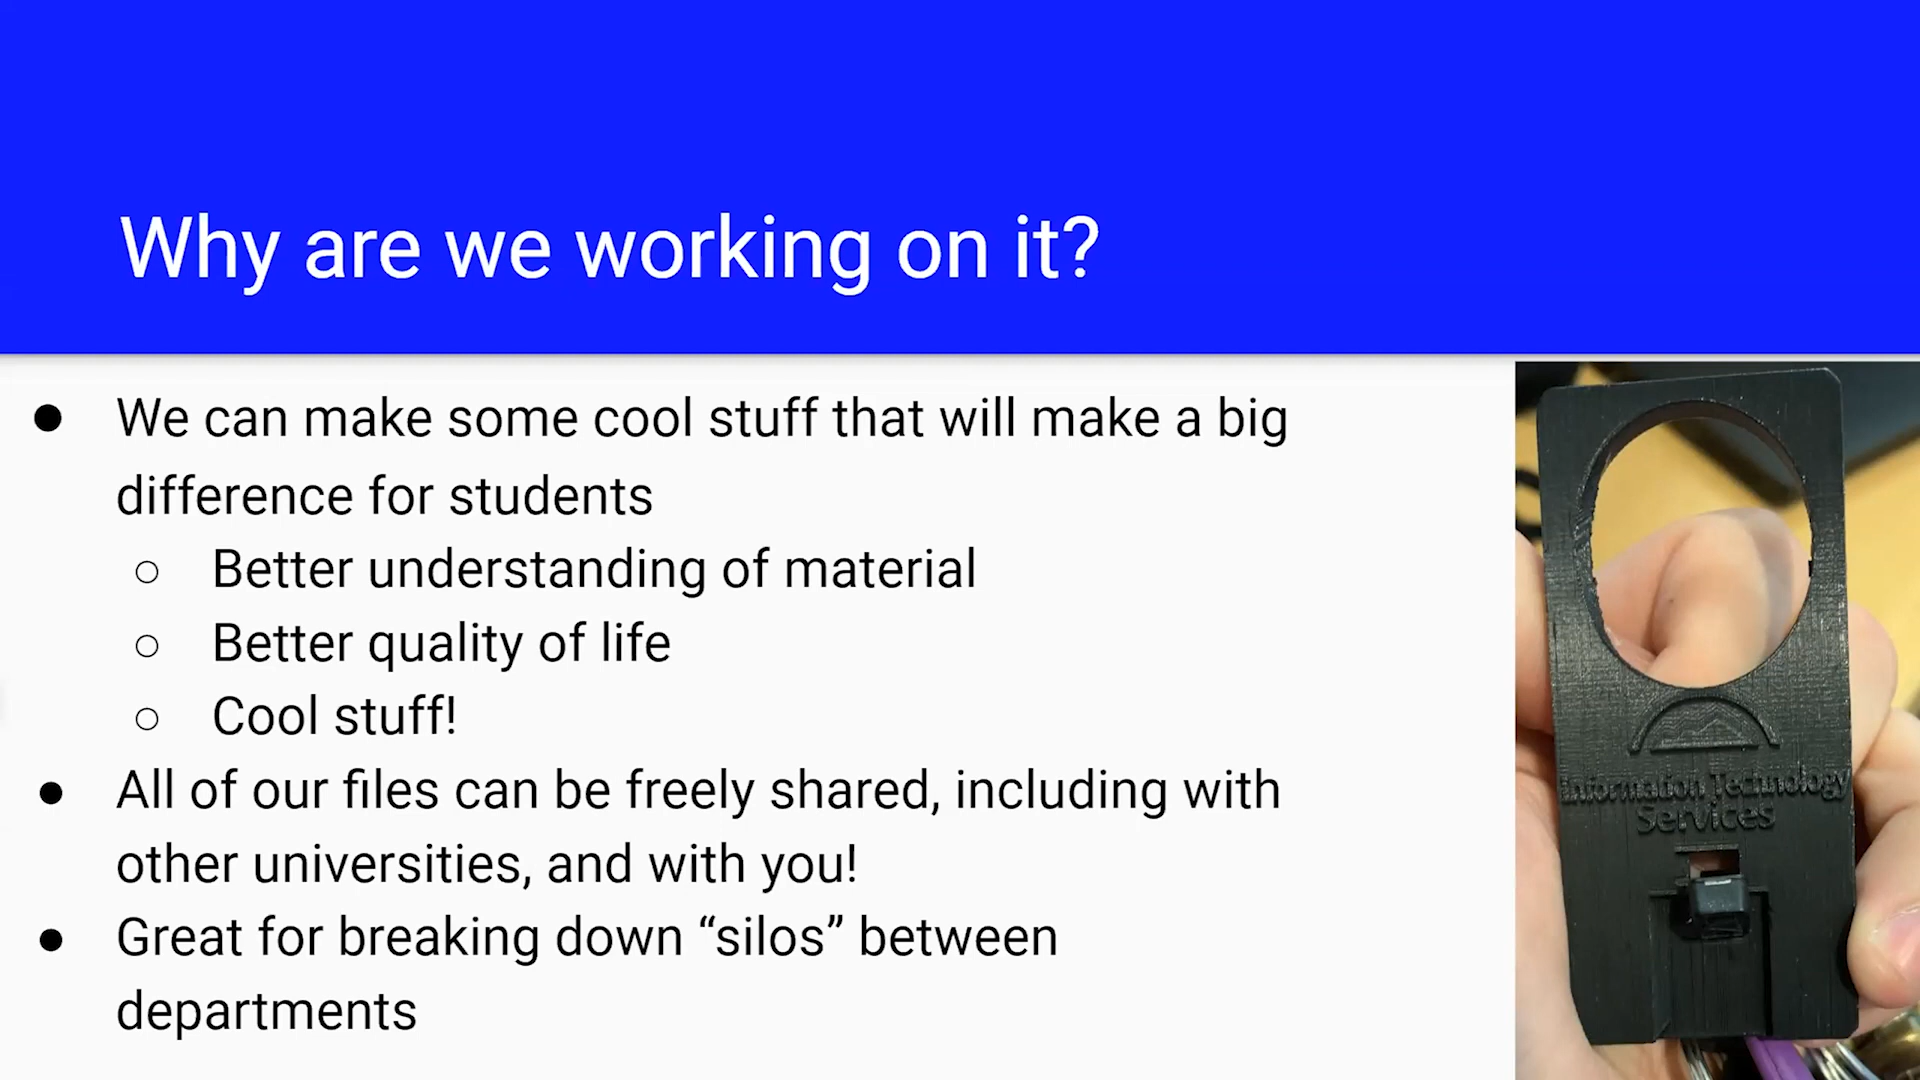 Why are we working on it?
● We can make some cool stuff that will make a big
difference for students
○ Better understanding of material
○ Better quality of life
○ Cool stuff!
● All of our files can be freely shared, including with
other universities, and with you!
● Great for breaking down “silos” between
departments
Information Technology
Services